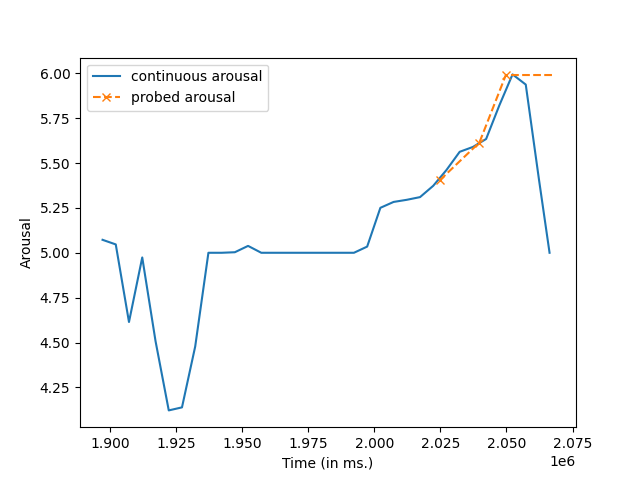 continuous arousal
probed arousal
6.00
5.75
5.50
5.25
5.00
4.75
4.50
4.25
Arousal
1.900 1.925 1.950 1.975 2.000 2.025 2.050 2.075
Time (in ms.)
1e6